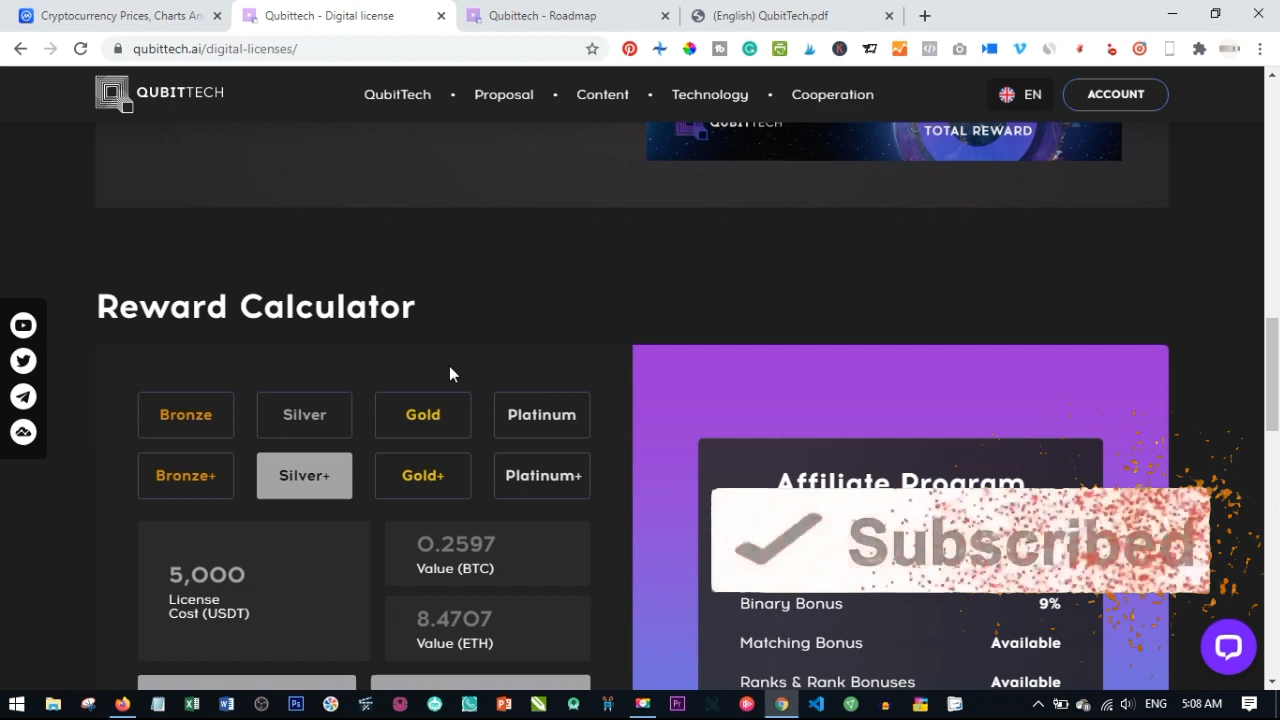 Cryptocurrency Prices, Charts An
Qubittech - Digital license
Qubittech - Roadmap
(English) QubitTech.pdf
qubittech.ai/digital-licenses/
QUBITTECH
QubitTech
Proposal
Content
Technology
Cooperation
EN
ACCOUNT
QUBITTECH
TOTAL REWARD
Reward Calculator
Bronze
Silver
Gold
Platinum
Bronze+
Silver+
Gold+
Platinum+
5,000
License
Cost (USDT)
0.2597
Value (BTC)
8.4707
Value (ETH)
Affiliate Program
Subscribed
Binary Bonus
9%
Matching Bonus
Available
Ranks & Rank Bonuses
Available
ENG
5:08 AM